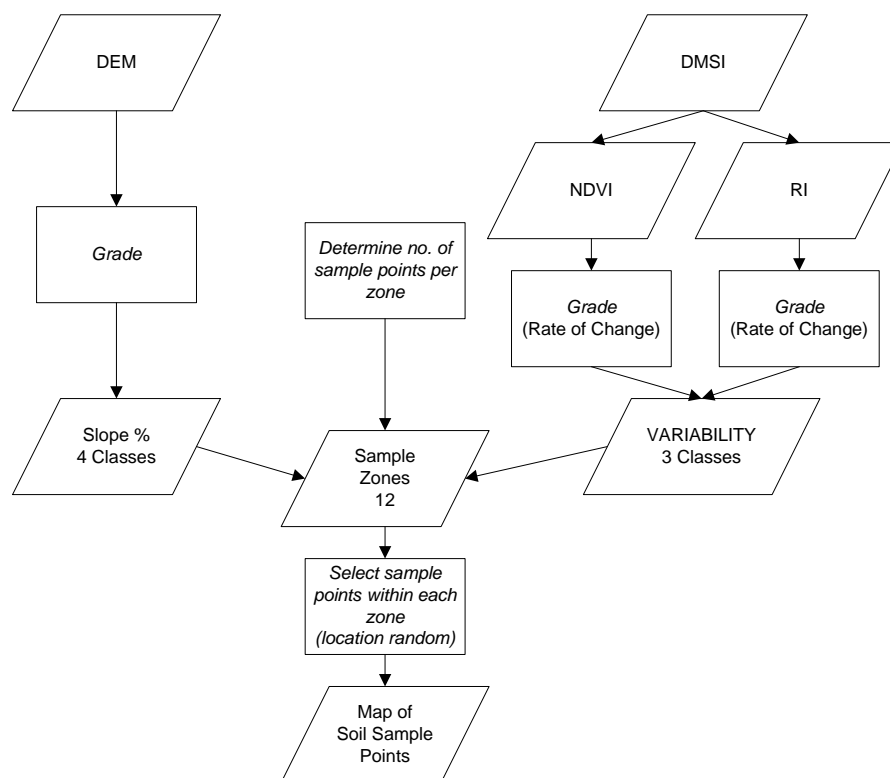 DEM
DMSI
NDVI
RI
Grade
Determine no. of
sample points per
zone
Grade
(Rate of Change)
Grade
(Rate of Change)
Slope %
4 Classes
Sample
Zones
12
VARIABILITY
3 Classes
Select sample
points within each
zone
(location random)
Map of
Soil Sample
Points